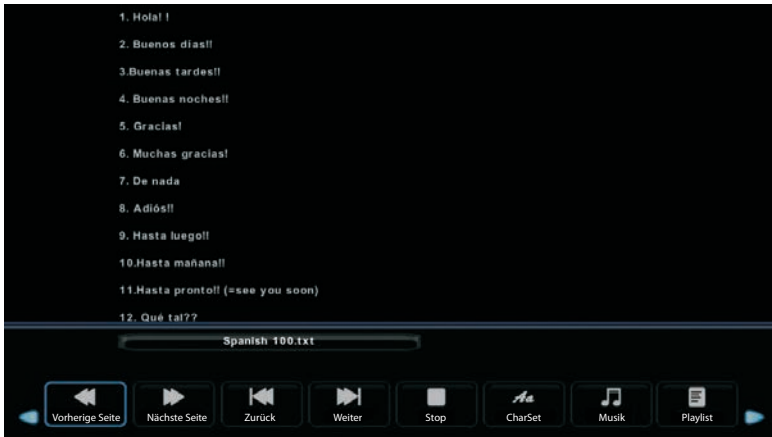 1. Hola! !
2. Buenos días!!
3.Buenas tardes!!
4. Buenas noches!!
5. Gracias!
6. Muchas gracias!
7. De nada
8. Adiós!!
9. Hasta luego!!
10.Hasta mañana!!
11.Hasta pronto!! (=see you soon)
12. Qué tal??
Spanish 100.txt
Vorherige Seite Nächste Seite Zurück Weiter Stop Aa CharSet Musik Playlist